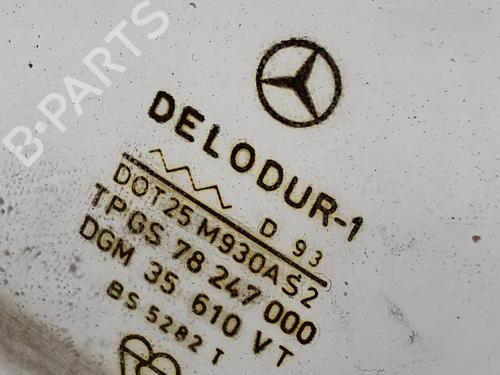 B-PARTS
DELODUR-1
D 93
DOT25 M930AS2
TPGS 78 247 000
DGM 35 610 VT
BS 5282 T